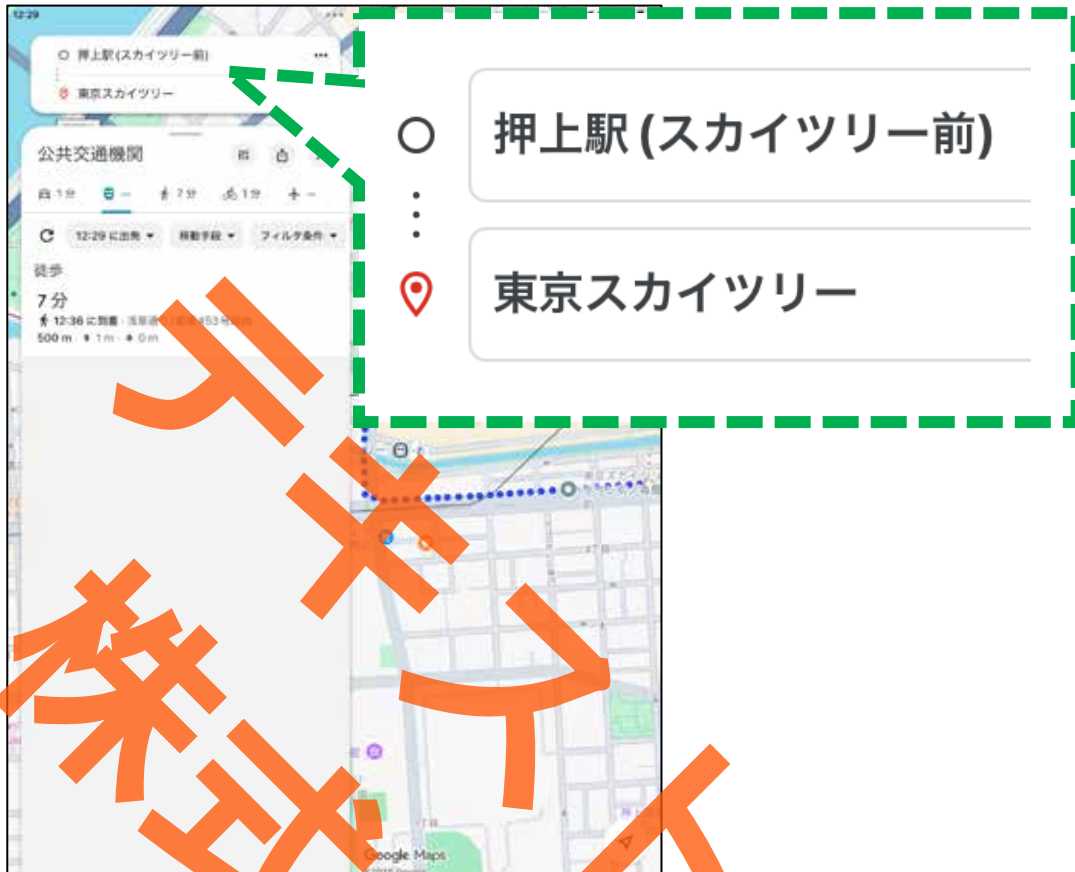 12:29
押上駅(スカイツリー前)
東京スカイツリー
公共交通機関
1分 — 7分 1分 —
12:29 に出発 移動手段 フィルタ条件
徒歩
7 分
12:36 に到着
500 m · 1 m · 0 m
押上駅 (スカイツリー前)
東京スカイツリー
Google Maps
テキスト
株式